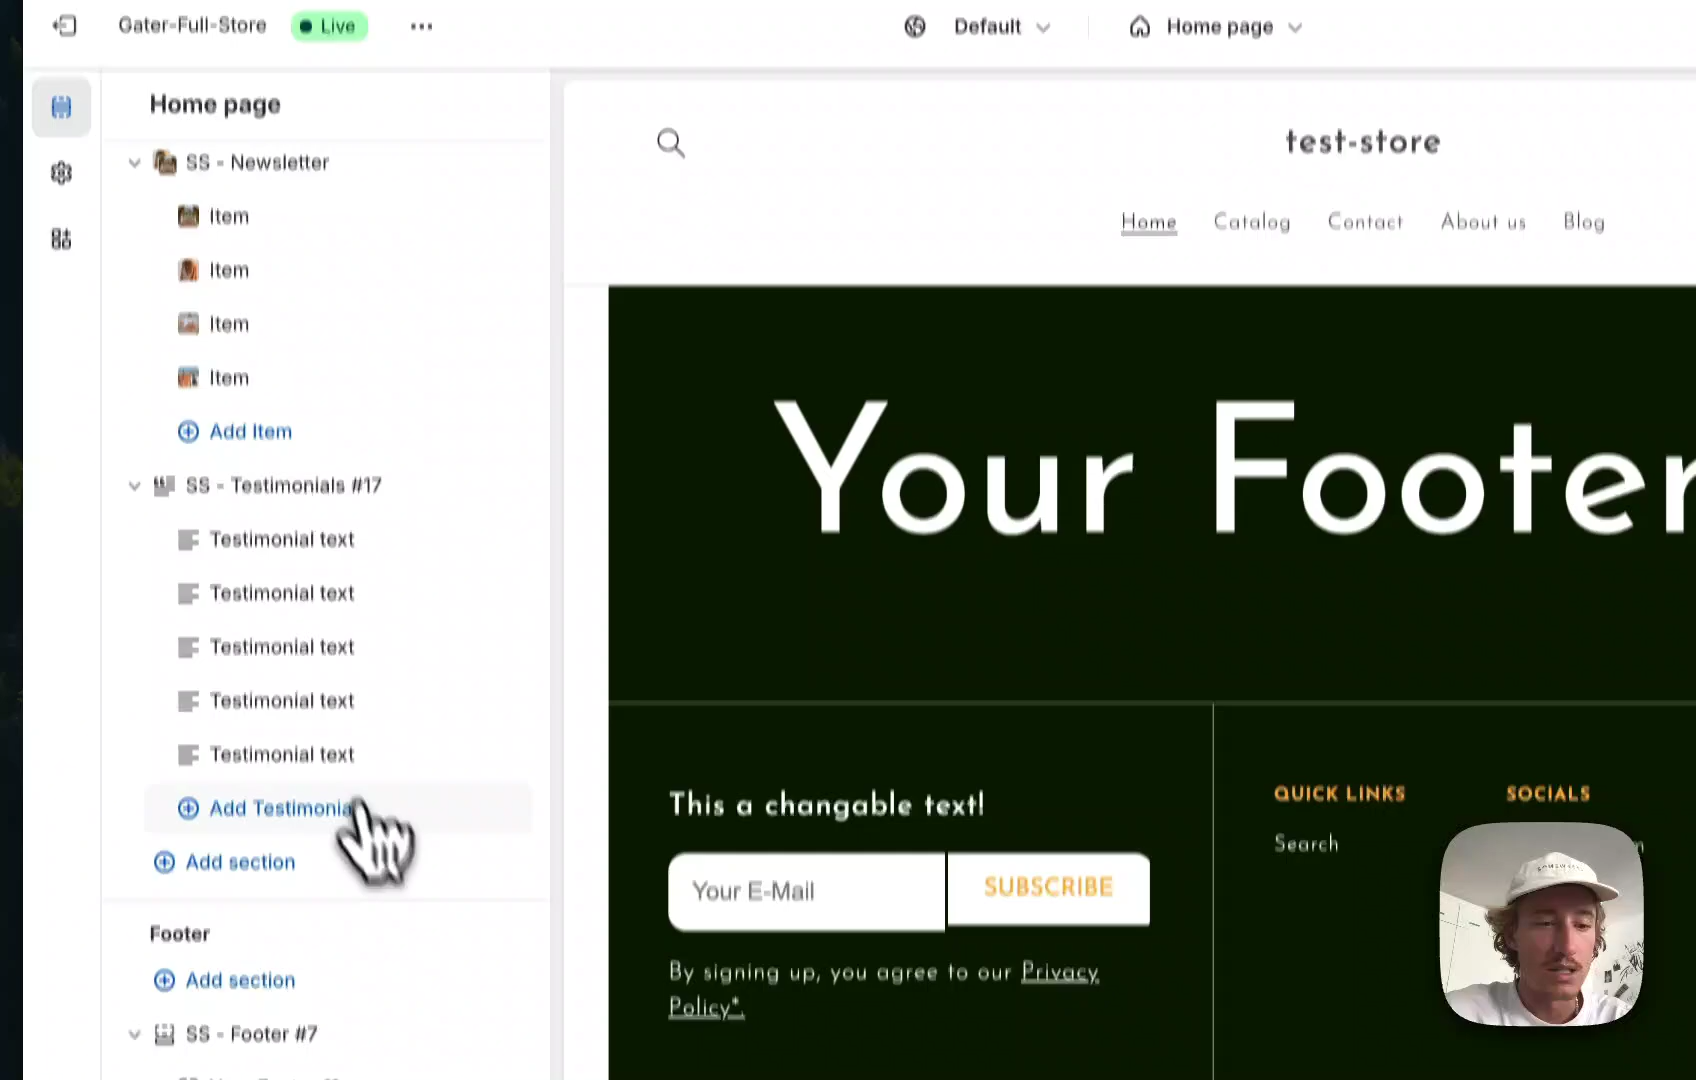 Gater-Full-Store
Live
Default
Home page
Home page
SS - Newsletter
Item
Item
Item
Item
Add Item
SS - Testimonials #17
Testimonial text
Testimonial text
Testimonial text
Testimonial text
Testimonial text
Add Testimonia
Add section
Footer
Add section
SS - Footer #7
test-store
Home
Catalog
Contact
About us
Blog
Your Footer
This a changable text!
Your E-Mail
SUBSCRIBE
By signing up, you agree to our Privacy
Policy*.
QUICK LINKS
Search
SOCIALS